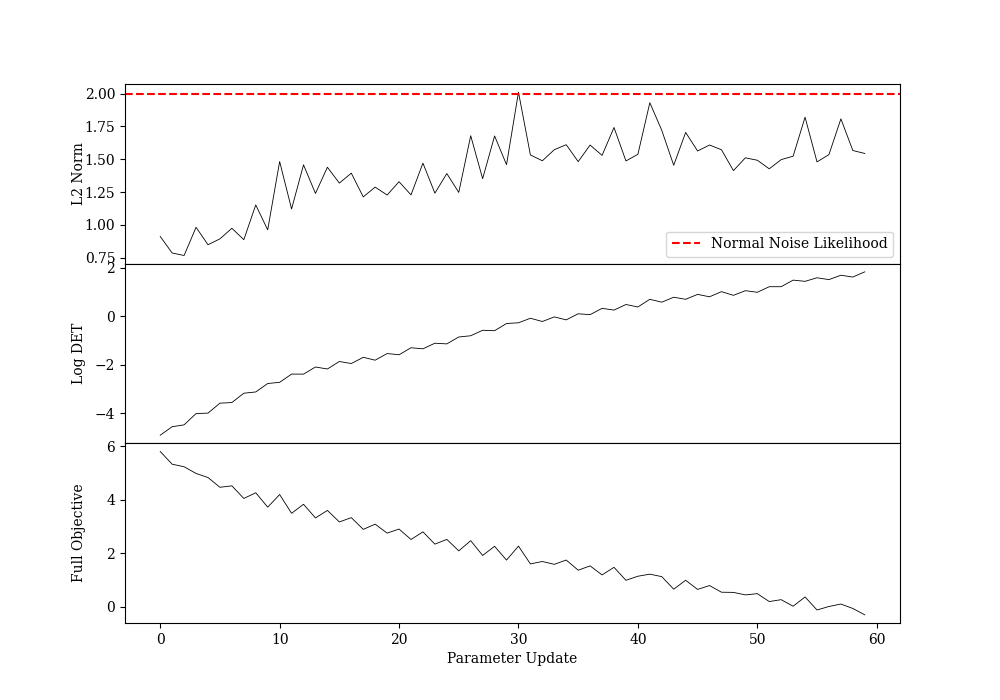 2.00
1.75
1.50
1.25
1.00
0.75
L2 Norm
Normal Noise Likelihood
2
0
−2
−4
Log DET
6
4
2
0
Full Objective
0 10 20 30 40 50 60
Parameter Update